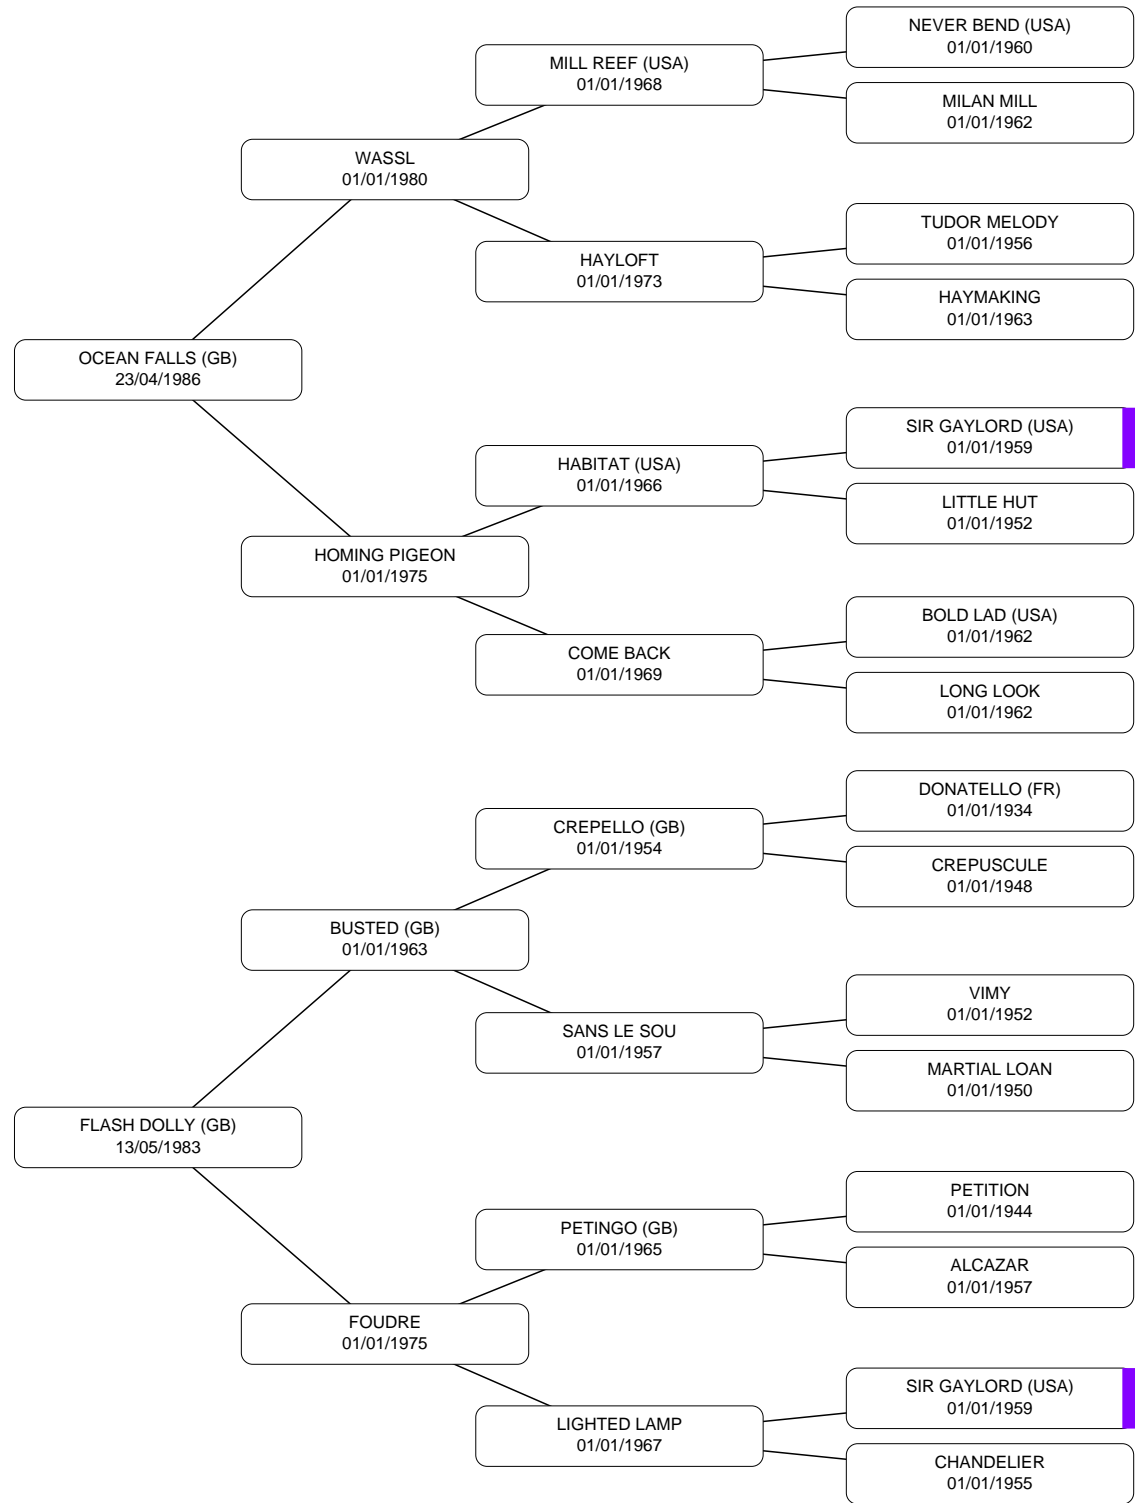 NEVER BEND (USA)
01/01/1960
MILL REEF (USA)
01/01/1968
MILAN MILL
01/01/1962
WASSL
01/01/1980
TUDOR MELODY
01/01/1956
HAYLOFT
01/01/1973
HAYMAKING
01/01/1963
OCEAN FALLS (GB)
23/04/1986
SIR GAYLORD (USA)
01/01/1959
HABITAT (USA)
01/01/1966
LITTLE HUT
01/01/1952
HOMING PIGEON
01/01/1975
BOLD LAD (USA)
01/01/1962
COME BACK
01/01/1969
LONG LOOK
01/01/1962
DONATELLO (FR)
01/01/1934
CREPELLO (GB)
01/01/1954
CREPUSCULE
01/01/1948
BUSTED (GB)
01/01/1963
VIMY
01/01/1952
SANS LE SOU
01/01/1957
MARTIAL LOAN
01/01/1950
FLASH DOLLY (GB)
13/05/1983
PETITION
01/01/1944
PETINGO (GB)
01/01/1965
ALCAZAR
01/01/1957
FOUDRE
01/01/1975
SIR GAYLORD (USA)
01/01/1959
LIGHTED LAMP
01/01/1967
CHANDELIER
01/01/1955